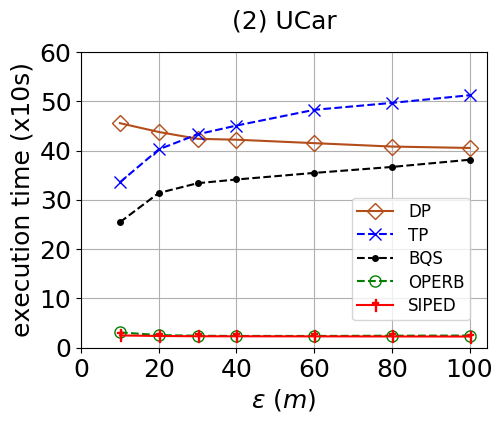 (2) UCar
execution time (x10s)
60
50
40
30
20
10
0
DP
TP
BQS
OPERB
SIPED
0 20 40 60 80 100
ε (m)